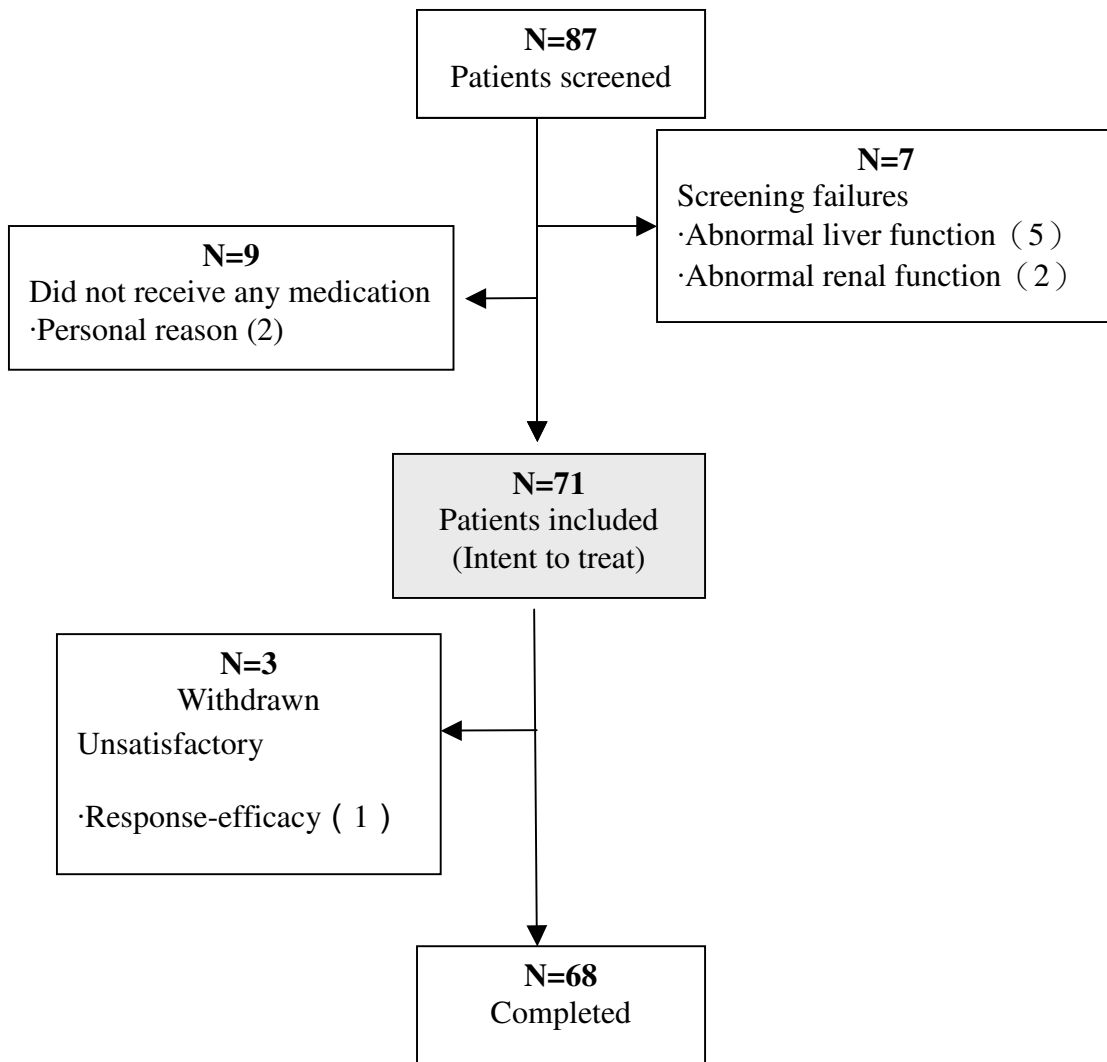 N=87
Patients screened
N=7
Screening failures
·Abnormal liver function（5）
·Abnormal renal function（2）
N=9
Did not receive any medication
·Personal reason (2)
N=71
Patients included
(Intent to treat)
N=3
Withdrawn
Unsatisfactory
·Response-efficacy ( 1 )
N=68
Completed